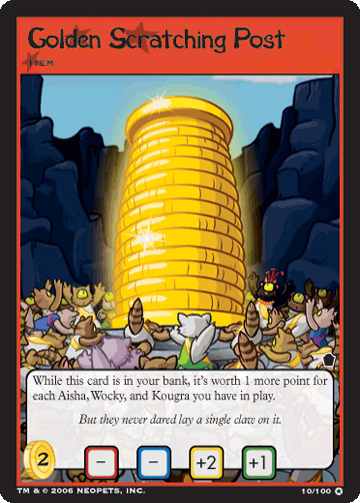 Golden Scratching Post
ITEM
While this card is in your bank, it's worth 1 more point for
each Aisha, Wocky, and Kougra you have in play.
But they never dared lay a single claw on it.
2
–
–
+2
+1
TM & © 2006 NEOPETS, INC.
10/100